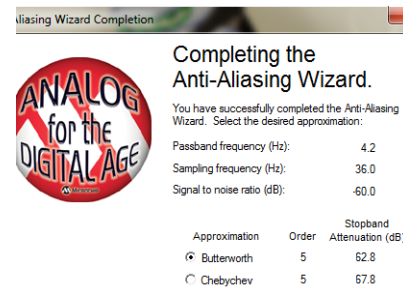 Aliasing Wizard Completion
Completing the
Anti-Aliasing Wizard.
You have successfully completed the Anti-Aliasing
Wizard. Select the desired approximation:
Passband frequency (Hz): 4.2
Sampling frequency (Hz): 36.0
Signal to noise ratio (dB): -60.0
Stopband
Approximation Order Attenuation (dB)
Butterworth 5 62.8
Chebychev 5 67.8
ANALOG
for the
DIGITAL AGE